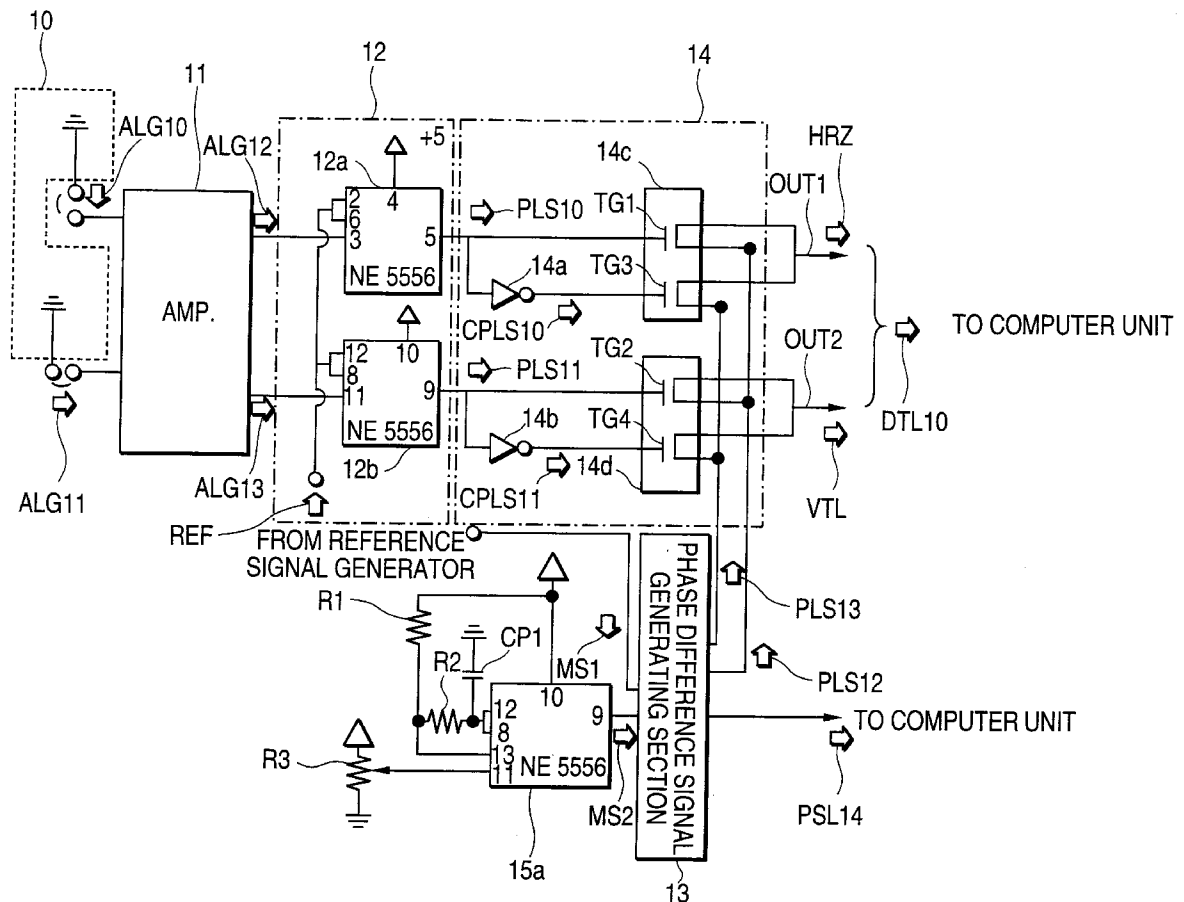 10
11
12
14
ALG10
ALG12
+5
12a
2
6
3
4
5
NE 5556
PLS10
14c
TG1
HRZ
OUT1
14a
TG3
CPLS10
AMP.
12
8
11
10
9
NE 5556
12b
PLS11
TG2
OUT2
TO COMPUTER UNIT
14b
TG4
14d
CPLS11
DTL10
VTL
ALG11
ALG13
REF
FROM REFERENCE
SIGNAL GENERATOR
R1
CP1
R2
MS1
12
8
13
11
10
9
NE 5556
R3
15a
MS2
PHASE DIFFERENCE SIGNAL
GENERATING SECTION
13
PLS13
PLS12
TO COMPUTER UNIT
PSL14